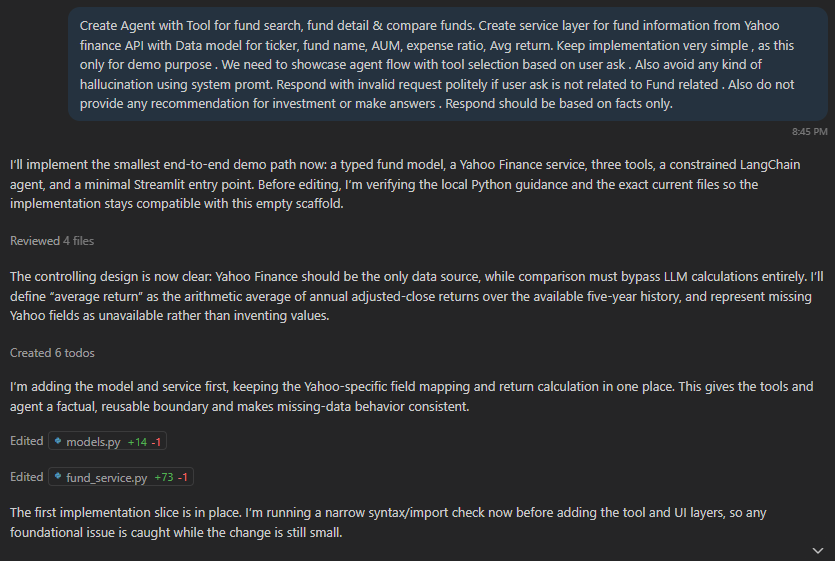 Create Agent with Tool for fund search, fund detail & compare funds. Create service layer for fund information from Yahoo
finance API with Data model for ticker, fund name, AUM, expense ratio, Avg return. Keep implementation very simple , as this
only for demo purpose . We need to showcase agent flow with tool selection based on user ask . Also avoid any kind of
hallucination using system promt. Respond with invalid request politely if user ask is not related to Fund related . Also do not
provide any recommendation for investment or make answers . Respond should be based on facts only.
8:45 PM
I'll implement the smallest end-to-end demo path now: a typed fund model, a Yahoo Finance service, three tools, a constrained LangChain
agent, and a minimal Streamlit entry point. Before editing, I'm verifying the local Python guidance and the exact current files so the
implementation stays compatible with this empty scaffold.
Reviewed 4 files
The controlling design is now clear: Yahoo Finance should be the only data source, while comparison must bypass LLM calculations entirely. I'll
define “average return” as the arithmetic average of annual adjusted-close returns over the available five-year history, and represent missing
Yahoo fields as unavailable rather than inventing values.
Created 6 todos
I'm adding the model and service first, keeping the Yahoo-specific field mapping and return calculation in one place. This gives the tools and
agent a factual, reusable boundary and makes missing-data behavior consistent.
Edited models.py +14 -1
Edited fund_service.py +73 -1
The first implementation slice is in place. I'm running a narrow syntax/import check now before adding the tool and UI layers, so any
foundational issue is caught while the change is still small.